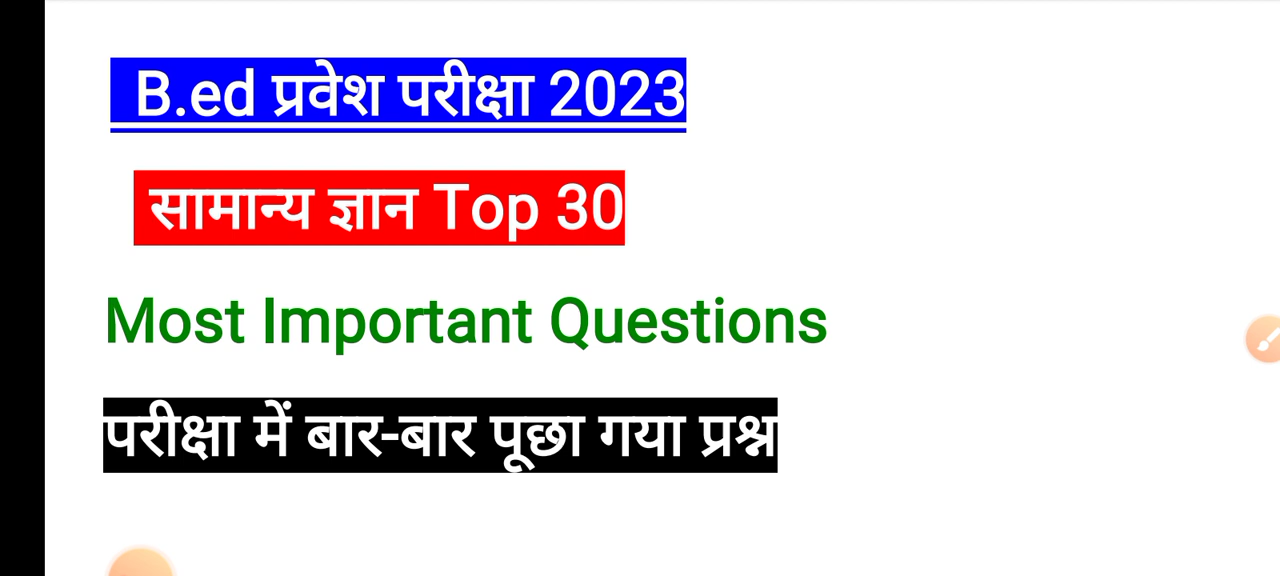 B.ed प्रवेश परीक्षा 2023
सामान्य ज्ञान Top 30
Most Important Questions
परीक्षा में बार-बार पूछा गया प्रश्न